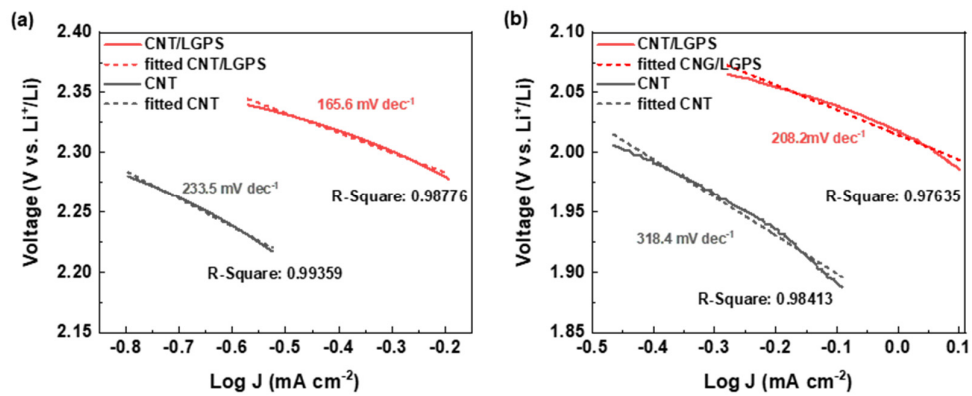 (a)
2.40
2.35
2.30
2.25
2.20
2.15
Voltage (V vs. Li⁺/Li)
CNT/LGPS
fitted CNT/LGPS
CNT
fitted CNT
165.6 mV dec⁻¹
233.5 mV dec⁻¹
R-Square: 0.98776
R-Square: 0.99359
-0.8 -0.7 -0.6 -0.5 -0.4 -0.3 -0.2
Log J (mA cm⁻²)
(b)
2.10
2.05
2.00
1.95
1.90
1.85
Voltage (V vs. Li⁺/Li)
CNT/LGPS
fitted CNG/LGPS
CNT
fitted CNT
208.2mV dec⁻¹
R-Square: 0.97635
318.4 mV dec⁻¹
R-Square: 0.98413
-0.5 -0.4 -0.3 -0.2 -0.1 0.0 0.1
Log J (mA cm⁻²)